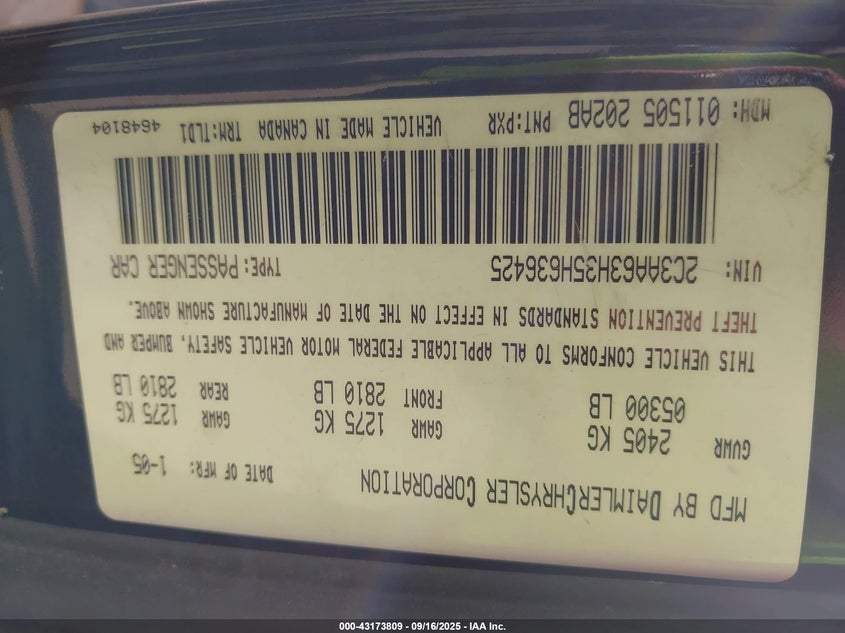 MFD BY DAIMLERCHRYSLER CORPORATION DATE OF MFR: 1-05
GVWR 2405 KG GAWR 1275 KG GAWR 1275 KG
05300 LB FRONT 2810 LB REAR 2810 LB
THIS VEHICLE CONFORMS TO ALL APPLICABLE FEDERAL MOTOR VEHICLE SAFETY, BUMPER AND
THEFT PREVENTION STANDARDS IN EFFECT ON THE DATE OF MANUFACTURE SHOWN ABOVE.
VIN: 2C3AA63H35H636425 TYPE: PASSENGER CAR
MDH: 011505 202AB PNT:PXR VEHICLE MADE IN CANADA TRM:TLD1 4648104
000-43173809 - 09/16/2025 - IAA Inc.